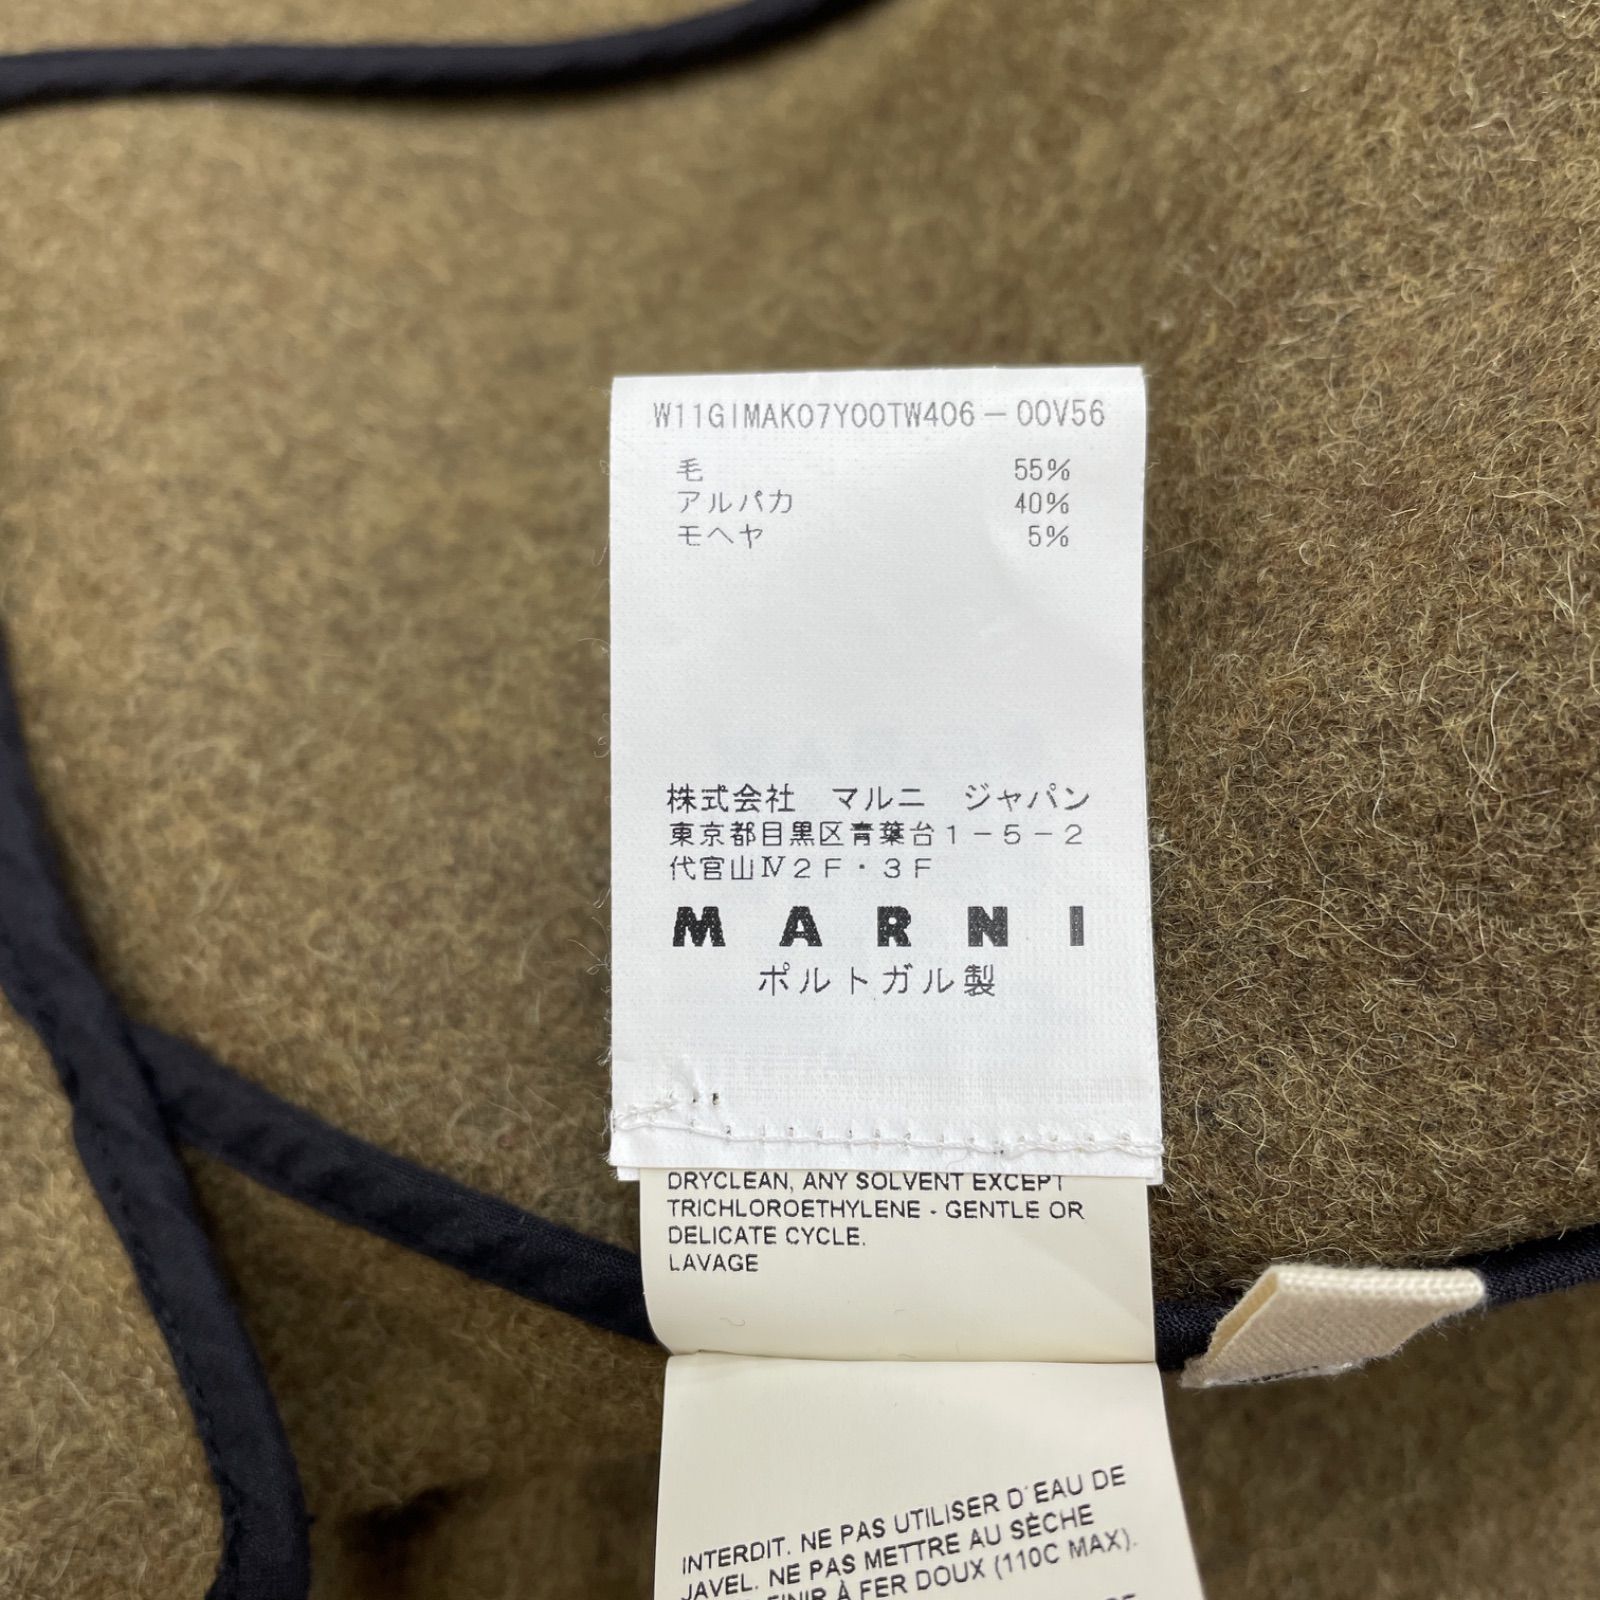 W11GIMAK07Y00TW406-00V56
毛 55%
アルパカ 40%
モヘヤ 5%
株式会社 マルニ ジャパン
東京都目黒区青葉台1-5-2
代官山Ⅳ2F・3F
MARNI
ポルトガル製
DRYCLEAN, ANY SOLVENT EXCEPT
TRICHLOROETHYLENE - GENTLE OR
DELICATE CYCLE.
LAVAGE
INTERDIT. NE PAS UTILISER D'EAU DE
JAVEL. NE PAS METTRE AU SÈCHE
À FER DOUX (110C MAX).